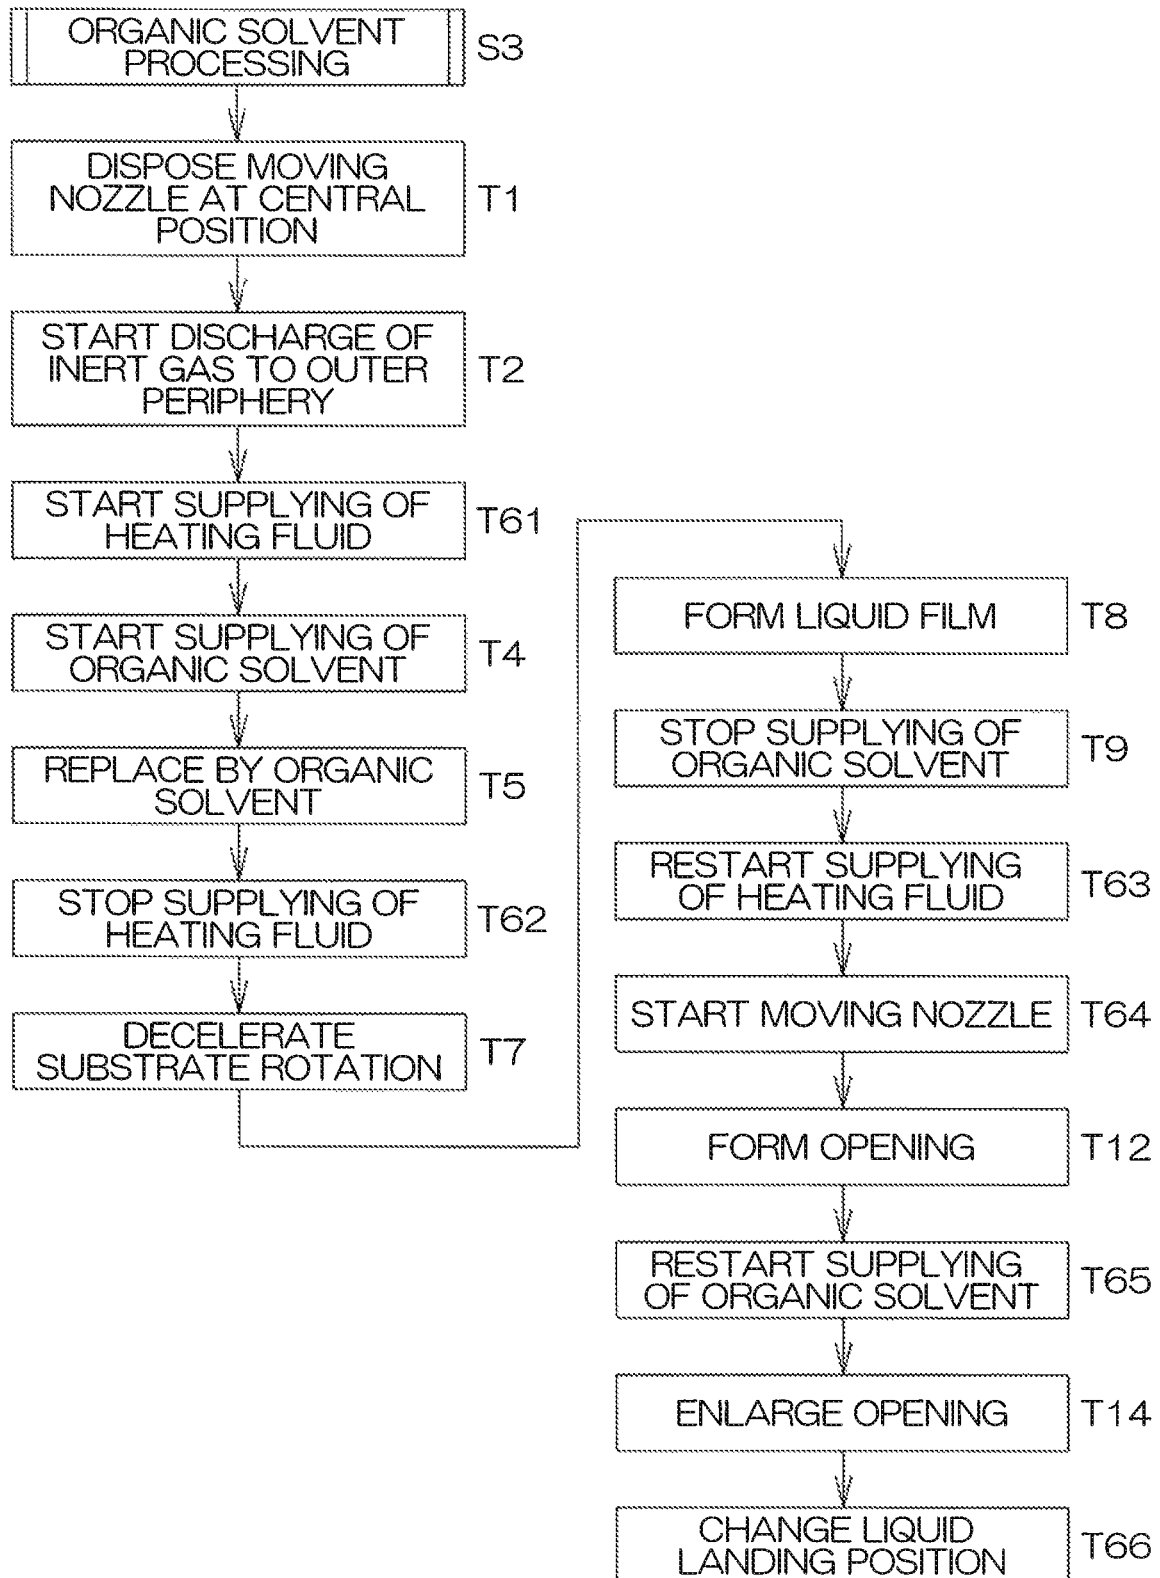 ORGANIC SOLVENT
PROCESSING
S3
DISPOSE MOVING
NOZZLE AT CENTRAL
POSITION
T1
START DISCHARGE OF
INERT GAS TO OUTER
PERIPHERY
T2
START SUPPLYING OF
HEATING FLUID
T61
START SUPPLYING OF
ORGANIC SOLVENT
T4
REPLACE BY ORGANIC
SOLVENT
T5
STOP SUPPLYING OF
HEATING FLUID
T62
DECELERATE
SUBSTRATE ROTATION
T7
FORM LIQUID FILM
T8
STOP SUPPLYING OF
ORGANIC SOLVENT
T9
RESTART SUPPLYING
OF HEATING FLUID
T63
START MOVING NOZZLE
T64
FORM OPENING
T12
RESTART SUPPLYING
OF ORGANIC SOLVENT
T65
ENLARGE OPENING
T14
CHANGE LIQUID
LANDING POSITION
T66